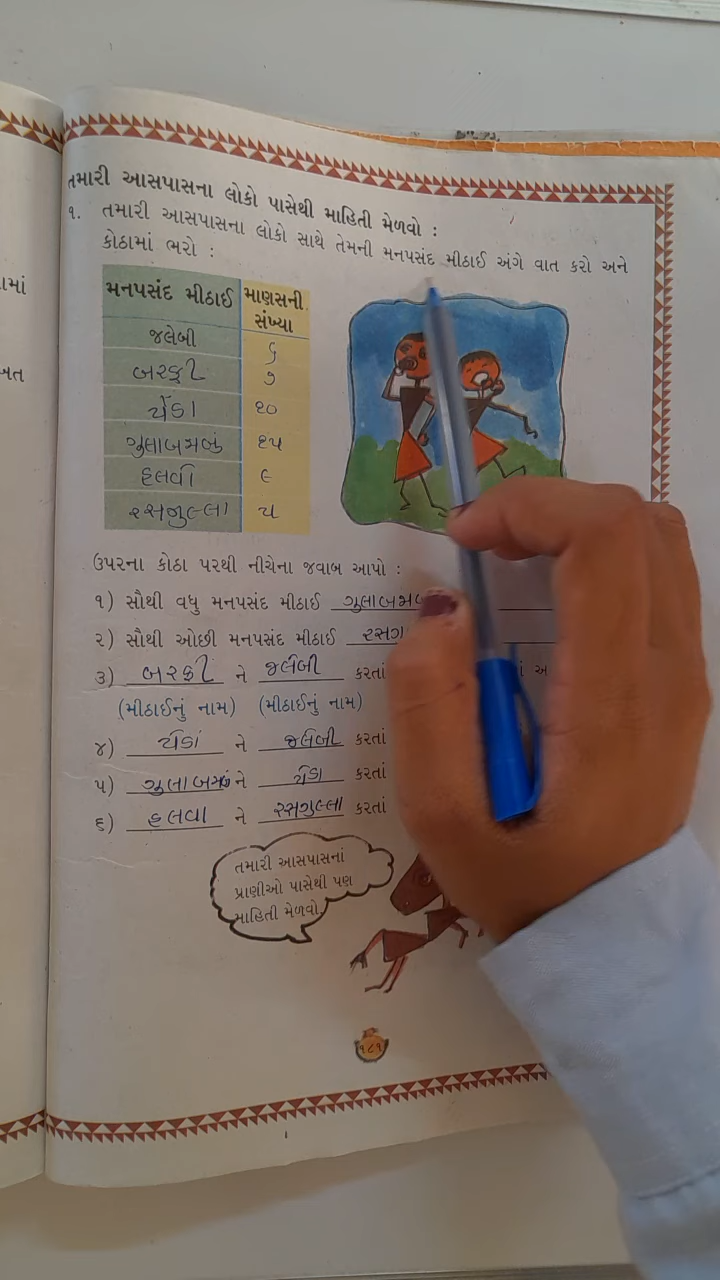 તમારી આસપાસના લોકો પાસેથી માહિતી મેળવો :
૧. તમારી આસપાસના લોકો સાથે તેમની મનપસંદ મીઠાઈ અંગે વાત કરો અને
કોઠામાં ભરો :
મનપસંદ મીઠાઈ માણસની સંખ્યા
જલેબી ૬
બરફી ૭
પેંડા ૧૦
ગુલાબજાબું ૧૫
હલવો ૯
રસગુલ્લા ૫
ઉપરના કોઠા પરથી નીચેના જવાબ આપો :
૧) સૌથી વધુ મનપસંદ મીઠાઈ
૨) સૌથી ઓછી મનપસંદ મીઠાઈ
૩) બરફી ને જલેબી કરતાં
(મીઠાઈનું નામ) (મીઠાઈનું નામ)
૪) પેંડાં ને જલેબી કરતાં
૫) ને પેંડા કરતાં
૬) હલવા ને રસગુલ્લા કરતાં
તમારી આસપાસનાં
પ્રાણીઓ પાસેથી પણ
માહિતી મેળવો.
૧૮૧
માં